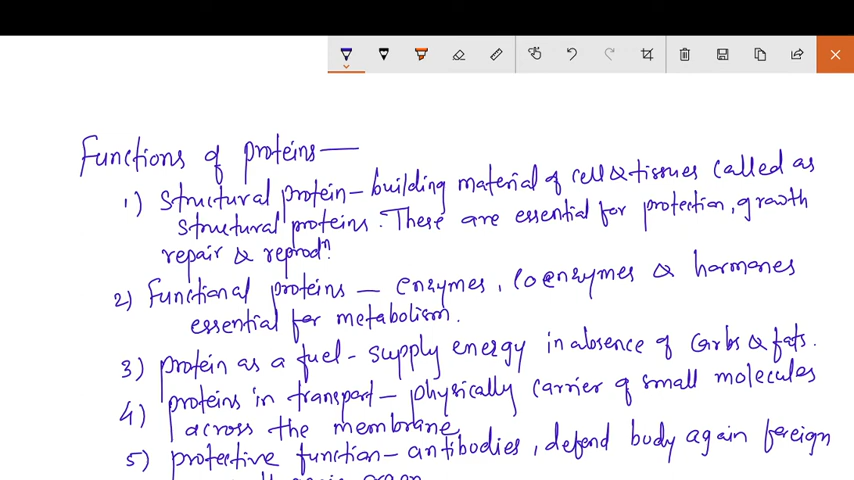 Functions of proteins —
1) Structural protein - building material of cell & tissues called as
structural proteins. These are essential for protection, growth
repair & reprodⁿ.
2) Functional proteins — enzymes, Coenzymes & harmones
essential for metabolism.
3) protein as a fuel - supply energy in absence of Carbs & fats.
4) proteins in transport - physically carrier of small molecules
across the membrane
5) protective function - antibodies, defend body again foreign